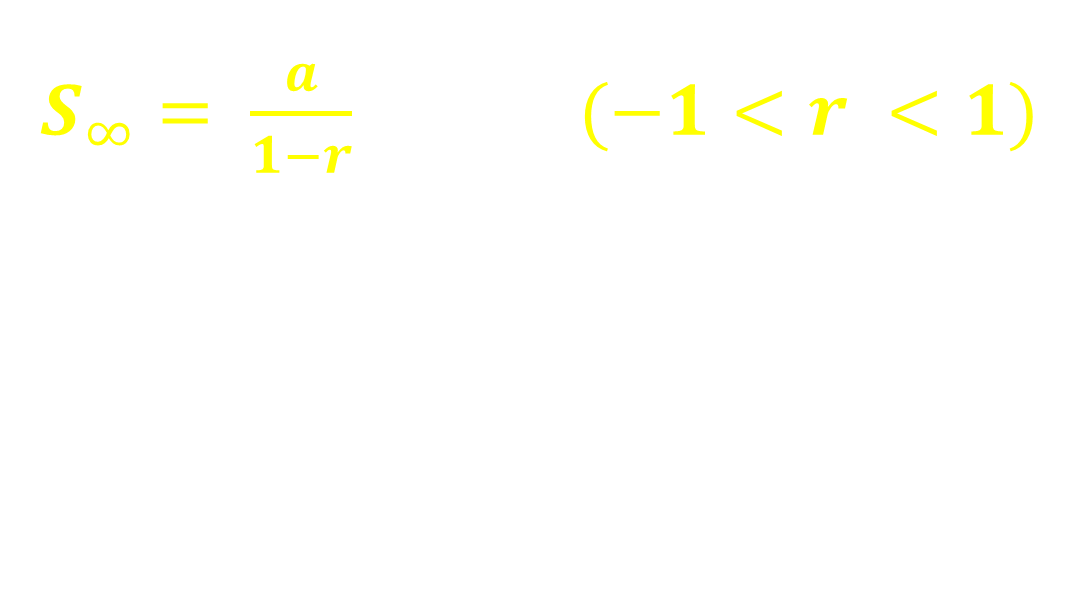 S∞ = a/(1−r) (−1 < r < 1)